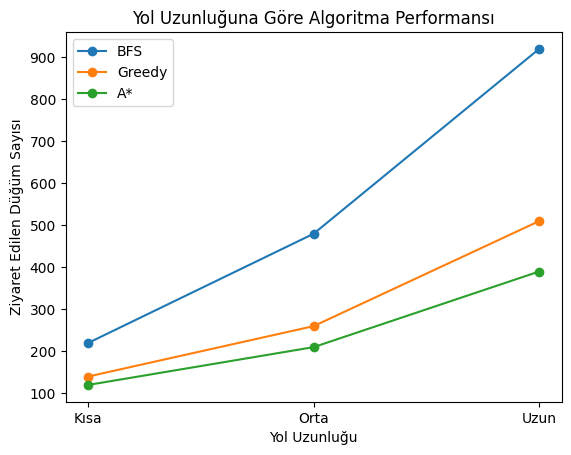 Yol Uzunluğuna Göre Algoritma Performansı
BFS
Greedy
A*
Ziyaret Edilen Düğüm Sayısı
900
800
700
600
500
400
300
200
100
Kısa
Orta
Uzun
Yol Uzunluğu